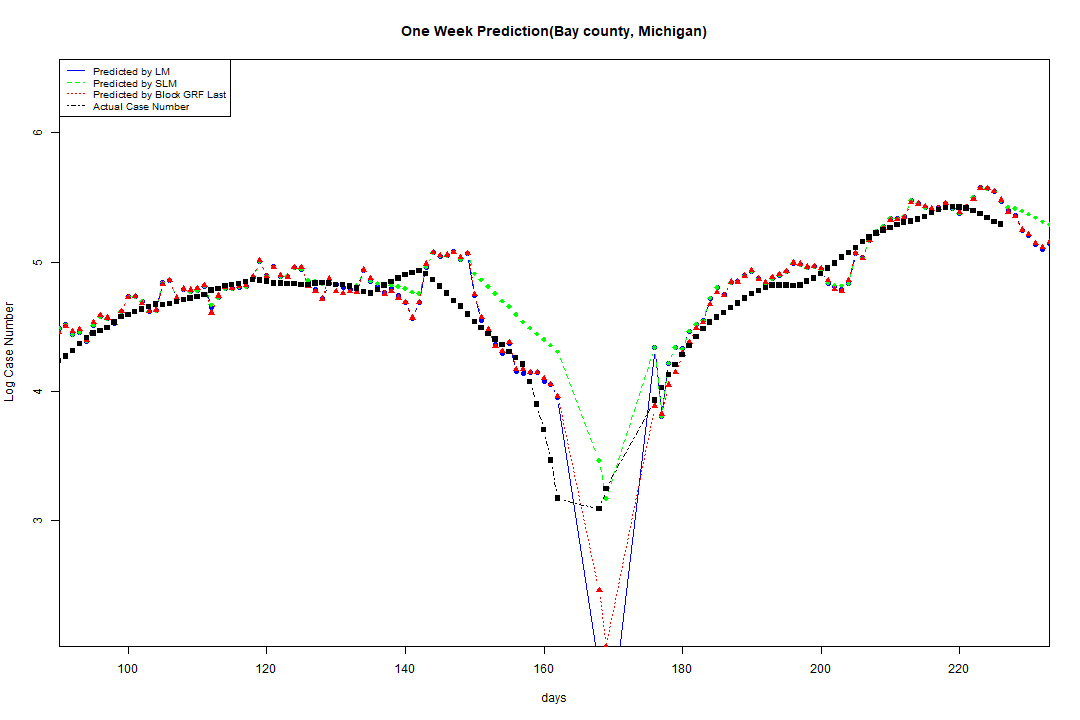 One Week Prediction(Bay county, Michigan)
Predicted by LM
Predicted by SLM
Predicted by Block GRF Last
Actual Case Number
6
5
4
3
Log Case Number
100 120 140 160 180 200 220
days